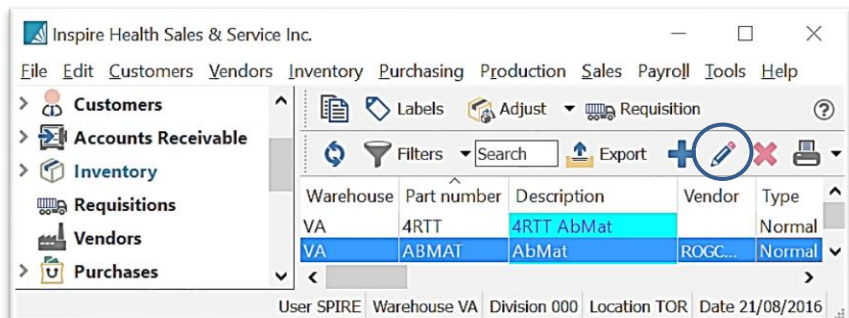 Inspire Health Sales & Service Inc.
File Edit Customers Vendors Inventory Purchasing Production Sales Payroll Tools Help
Customers
Accounts Receivable
Inventory
Requisitions
Vendors
Purchases
Labels Adjust Requisition
Filters Search Export
Warehouse Part number Description Vendor Type
VA 4RTT 4RTT AbMat Normal
VA ABMAT AbMat ROGC... Normal
User SPIRE Warehouse VA Division 000 Location TOR Date 21/08/2016